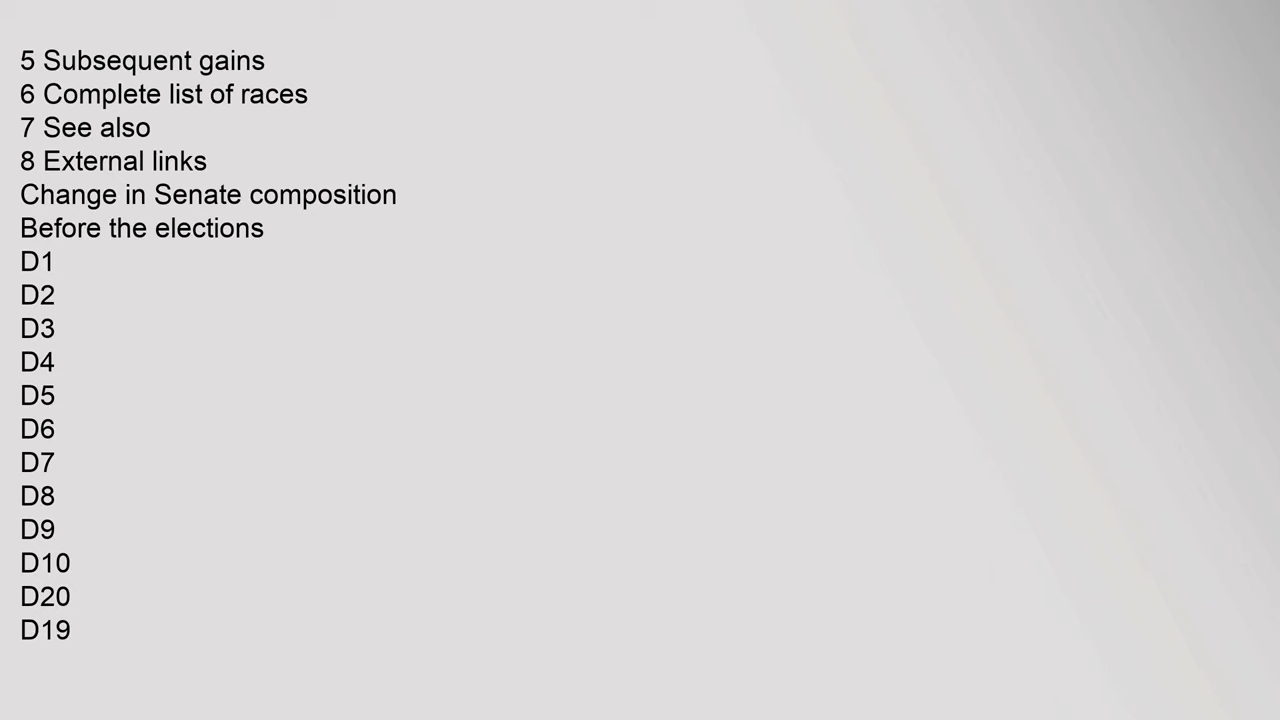 5 Subsequent gains
6 Complete list of races
7 See also
8 External links
Change in Senate composition
Before the elections
D1
D2
D3
D4
D5
D6
D7
D8
D9
D10
D20
D19